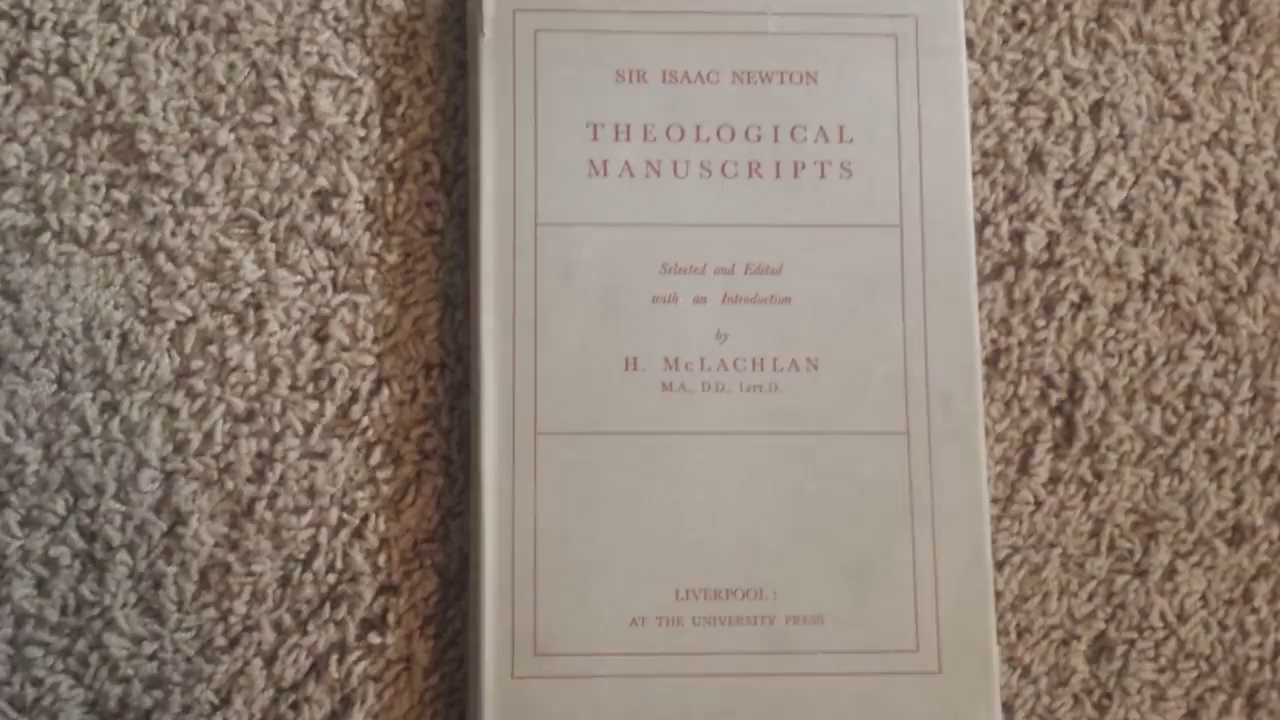 SIR ISAAC NEWTON
THEOLOGICAL
MANUSCRIPTS
Selected and Edited
with an Introduction
by
H. McLACHLAN
M.A., D.D., Litt.D.
LIVERPOOL:
AT THE UNIVERSITY PRESS